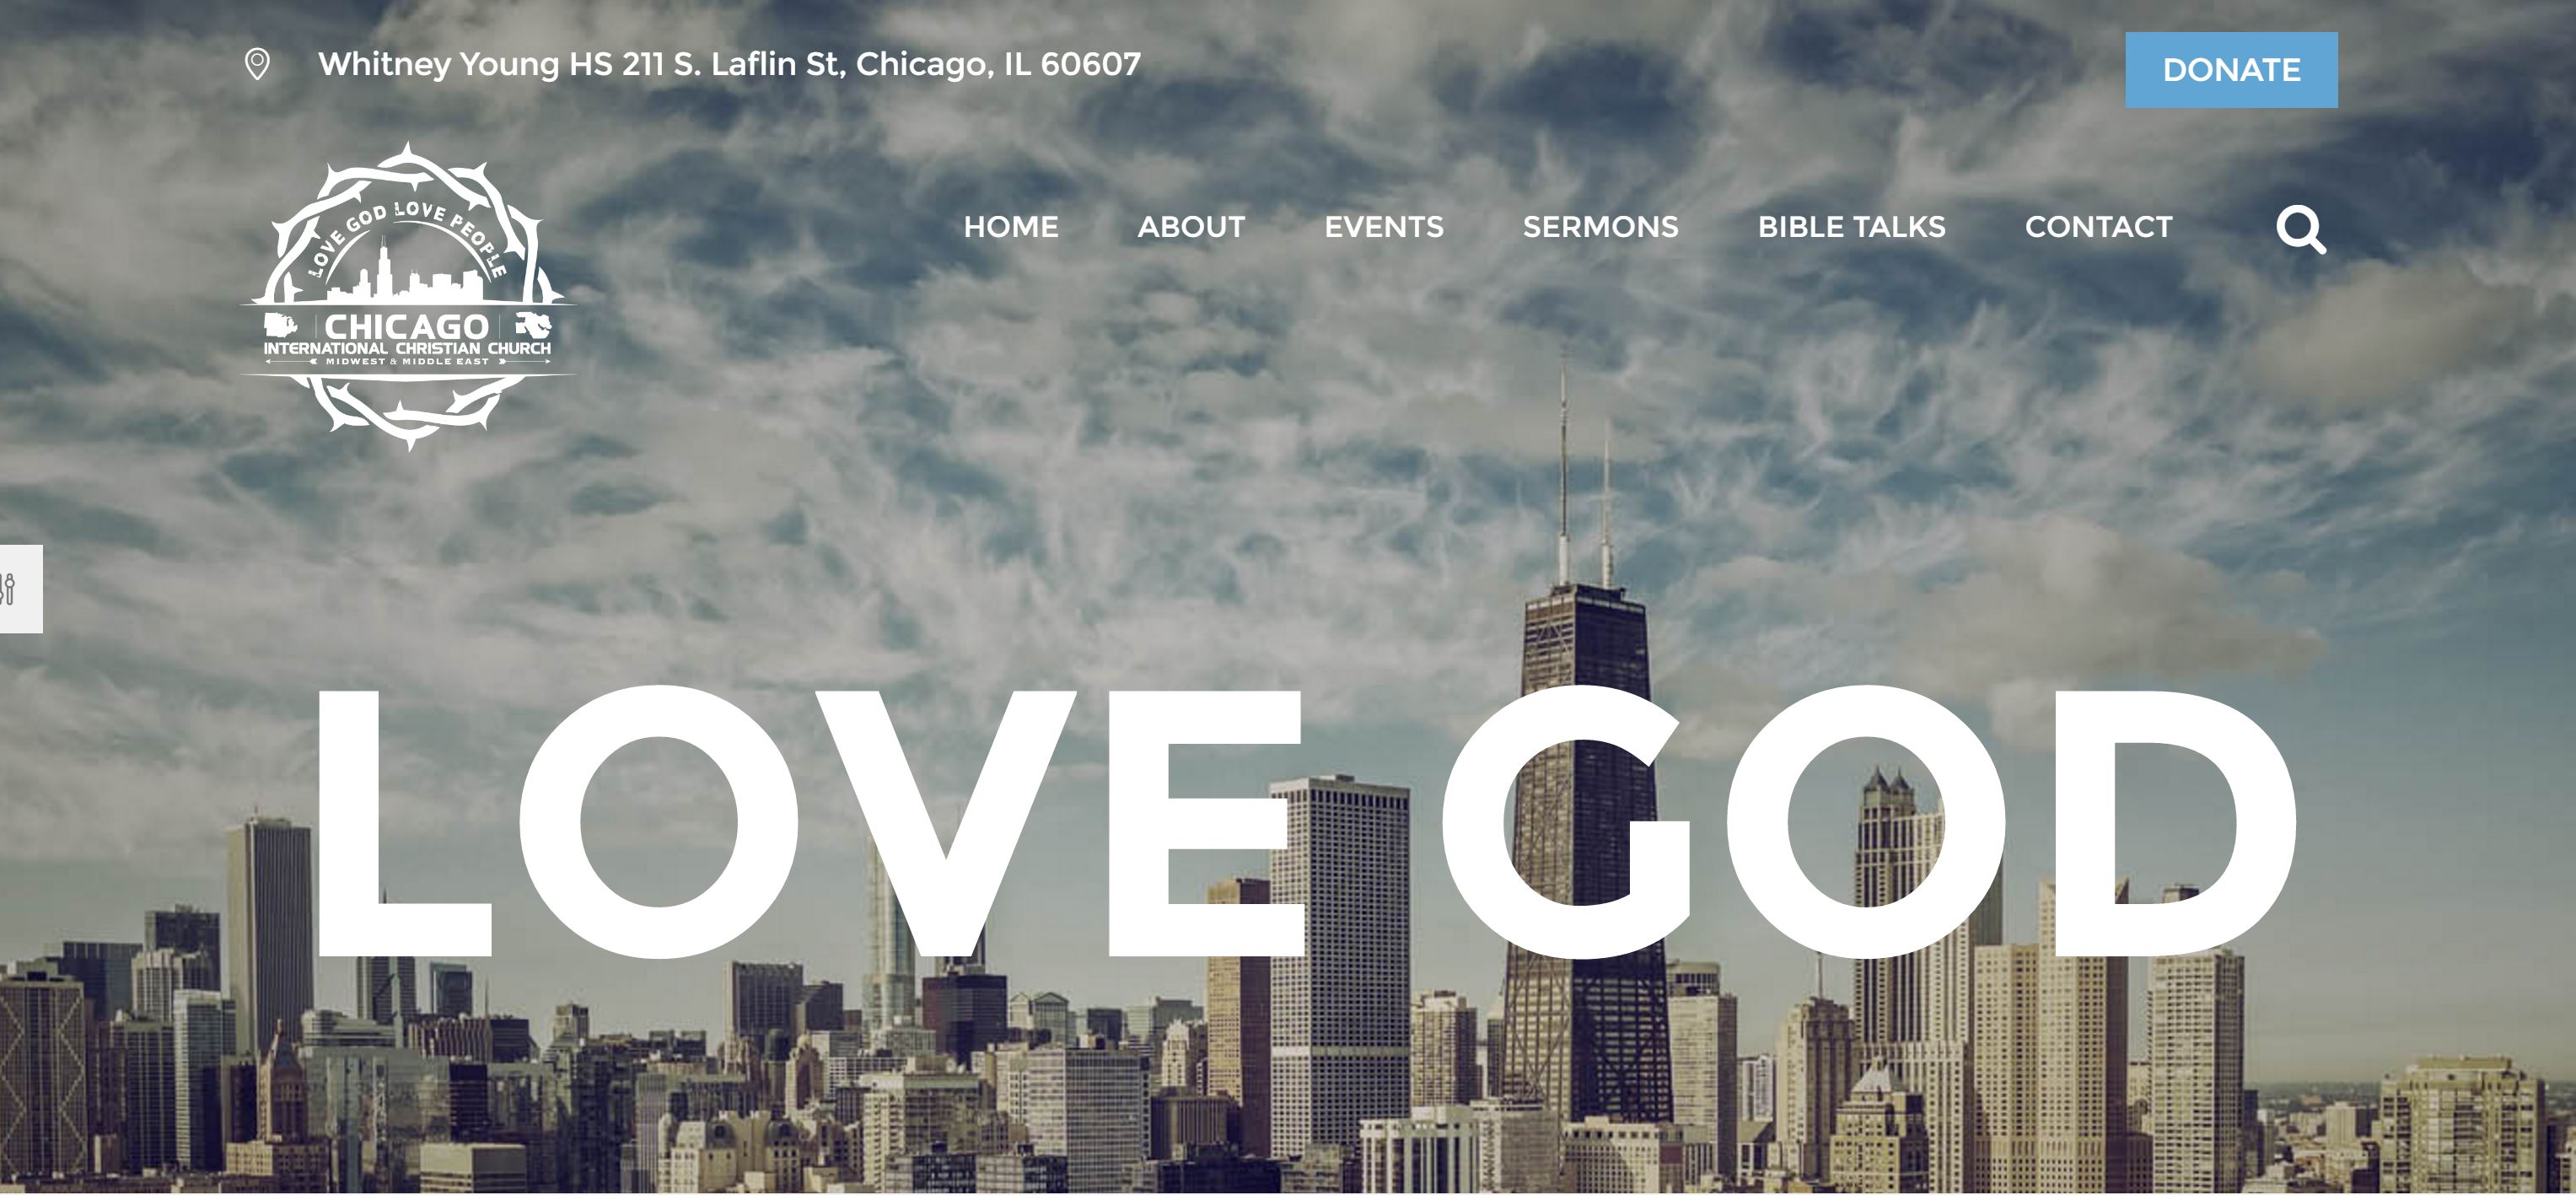 Whitney Young HS 211 S. Laflin St, Chicago, IL 60607
DONATE
LOVE GOD LOVE PEOPLE
CHICAGO
INTERNATIONAL CHRISTIAN CHURCH
MIDWEST & MIDDLE EAST
HOME ABOUT EVENTS SERMONS BIBLE TALKS CONTACT
LOVE GOD